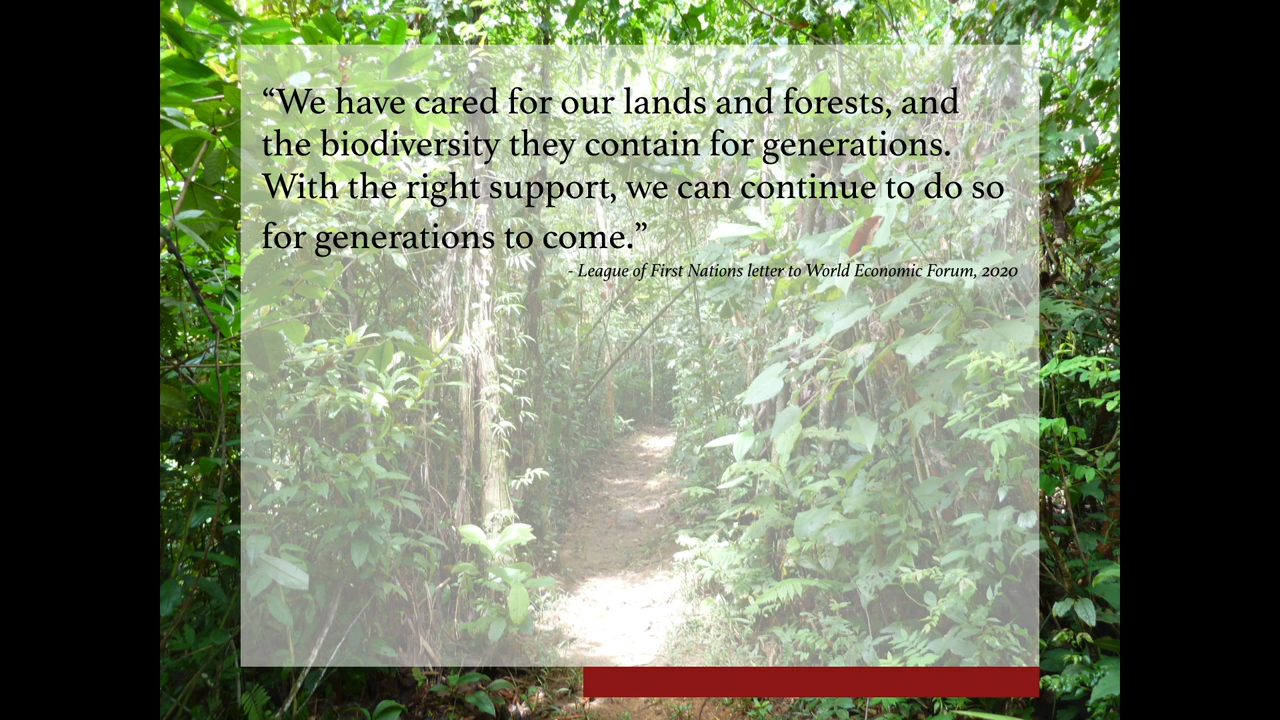 “We have cared for our lands and forests, and
the biodiversity they contain for generations.
With the right support, we can continue to do so
for generations to come.”
- League of First Nations letter to World Economic Forum, 2020